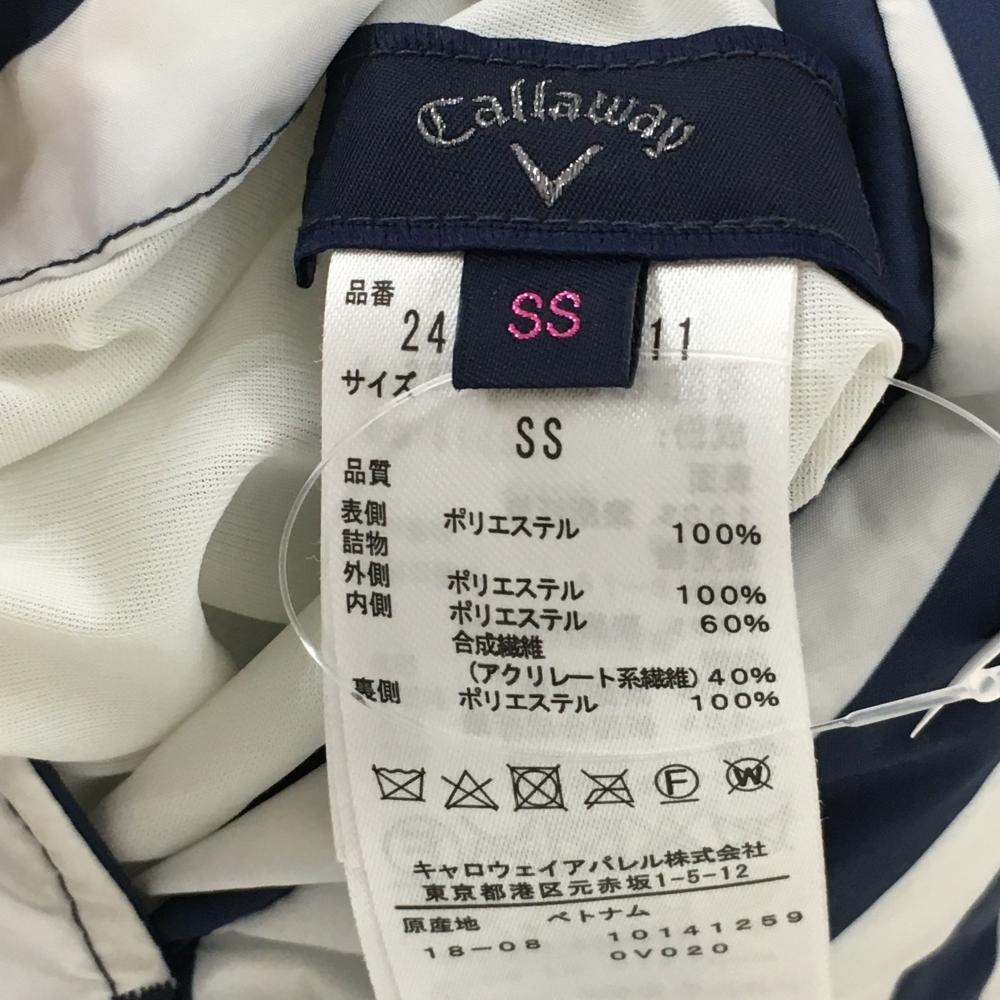 Callaway
SS
品番
24 11
サイズ
SS
品質
表側 ポリエステル 100%
詰物
外側 ポリエステル 100%
内側 ポリエステル 60%
合成繊維
(アクリレート系繊維) 40%
裏側 ポリエステル 100%
F
W
キャロウェイアパレル株式会社
東京都港区元赤坂1-5-12
原産地 ベトナム
18-08 10141259
0V020